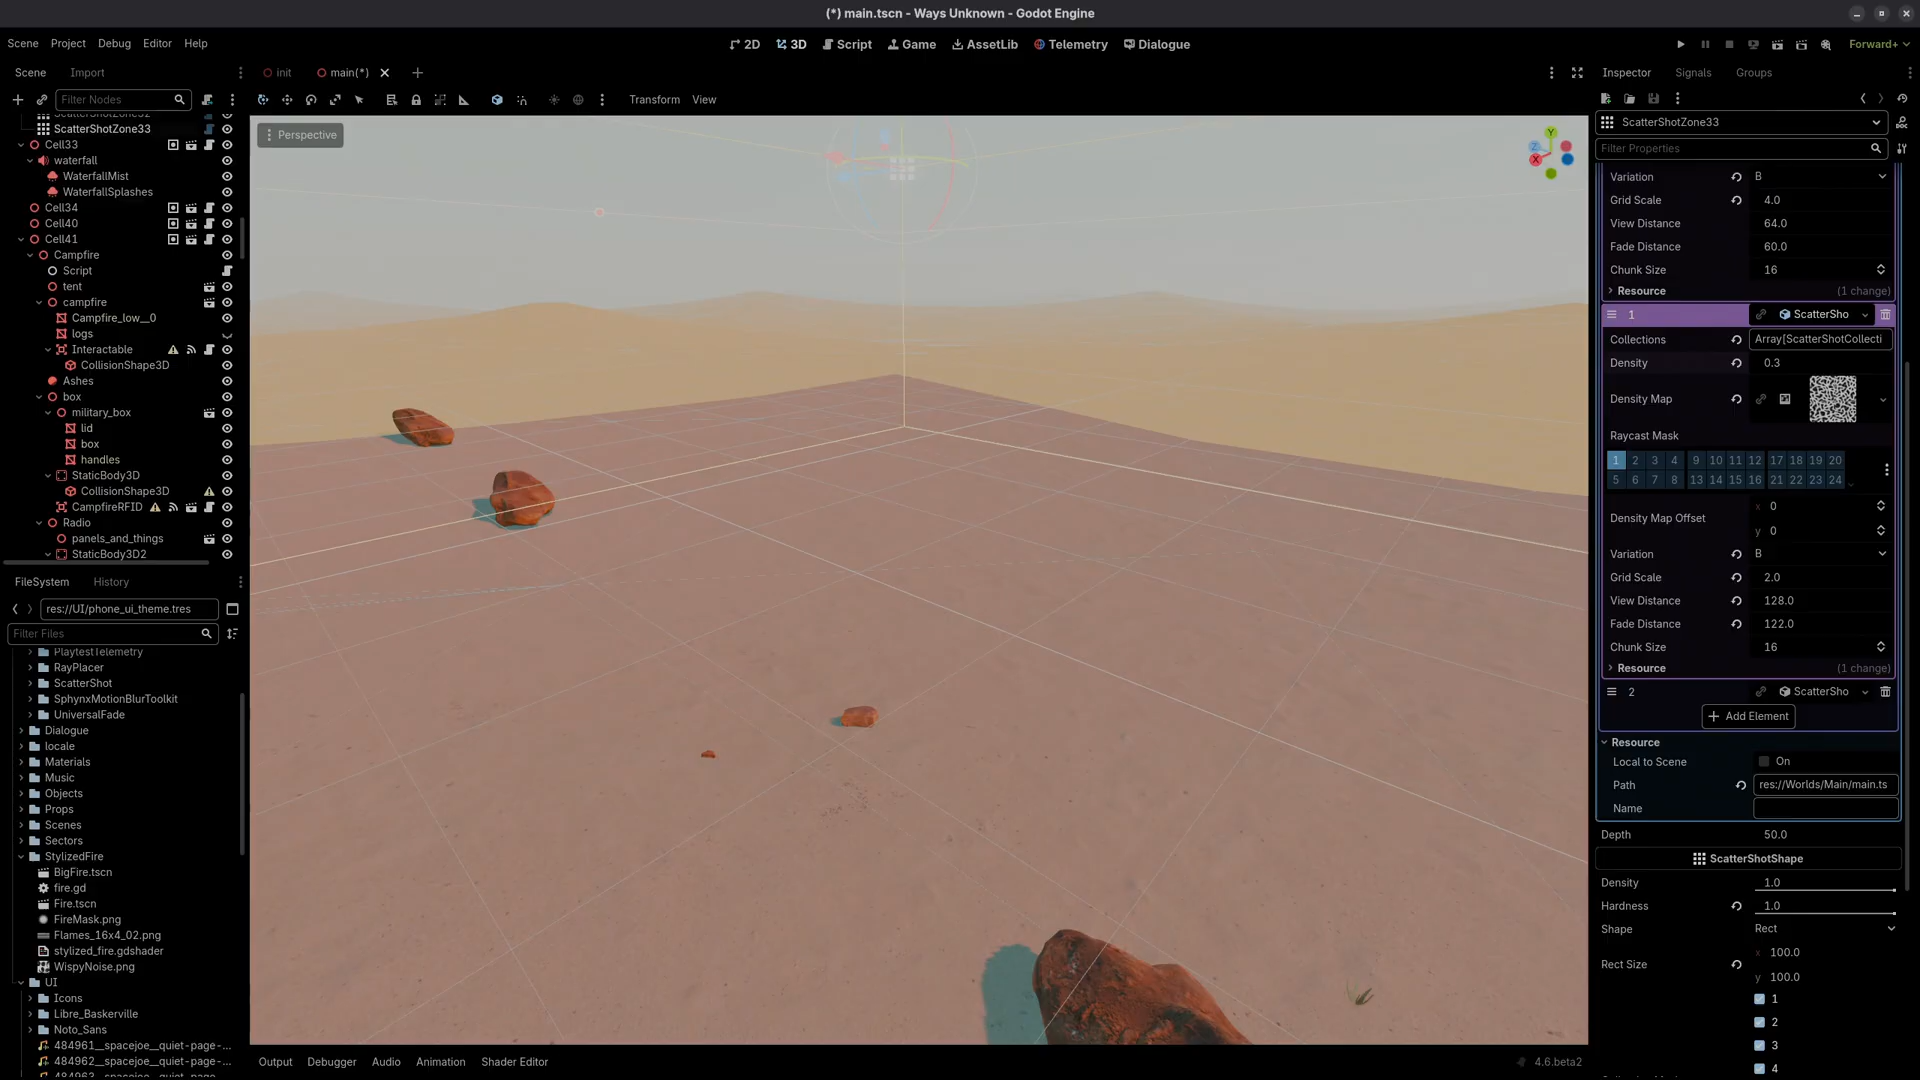 (*) main.tscn - Ways Unknown - Godot Engine
Scene Project Debug Editor Help
2D 3D Script Game AssetLib Telemetry Dialogue
Forward+
Scene Import
init main(*)
Inspector Signals Groups
Filter Nodes
Transform View
ScatterShotZone32
ScatterShotZone33
Cell33
waterfall
WaterfallMist
WaterfallSplashes
Cell34
Cell40
Cell41
Campfire
Script
tent
campfire
Campfire_low__0
logs
Interactable
CollisionShape3D
Ashes
box
military_box
lid
box
handles
StaticBody3D
CollisionShape3D
CampfireRFID
Radio
panels_and_things
StaticBody3D2
FileSystem History
res://UI/phone_ui_theme.tres
Filter Files
PlaytestTelemetry
RayPlacer
ScatterShot
SphynxMotionBlurToolkit
UniversalFade
Dialogue
locale
Materials
Music
Objects
Props
Scenes
Sectors
StylizedFire
BigFire.tscn
fire.gd
Fire.tscn
FireMask.png
Flames_16x4_02.png
stylized_fire.gdshader
WispyNoise.png
UI
Icons
Libre_Baskerville
Noto_Sans
484961__spacejoe__quiet-page-...
484962__spacejoe__quiet-page-...
484963__spacejoe__quiet-page-...
Perspective
Y
Z
X
Output Debugger Audio Animation Shader Editor
4.6.beta2
ScatterShotZone33
Filter Properties
Variation B
Grid Scale 4.0
View Distance 64.0
Fade Distance 60.0
Chunk Size 16
Resource (1 change)
1 ScatterSho
Collections Array[ScatterShotCollecti
Density 0.3
Density Map
Raycast Mask
1 2 3 4 9 10 11 12 17 18 19 20
5 6 7 8 13 14 15 16 21 22 23 24
Density Map Offset
x 0
y 0
Variation B
Grid Scale 2.0
View Distance 128.0
Fade Distance 122.0
Chunk Size 16
Resource (1 change)
2 ScatterSho
Add Element
Resource
Local to Scene On
Path res://Worlds/Main/main.ts
Name
Depth 50.0
ScatterShotShape
Density 1.0
Hardness 1.0
Shape Rect
Rect Size
x 100.0
y 100.0
1
2
3
4